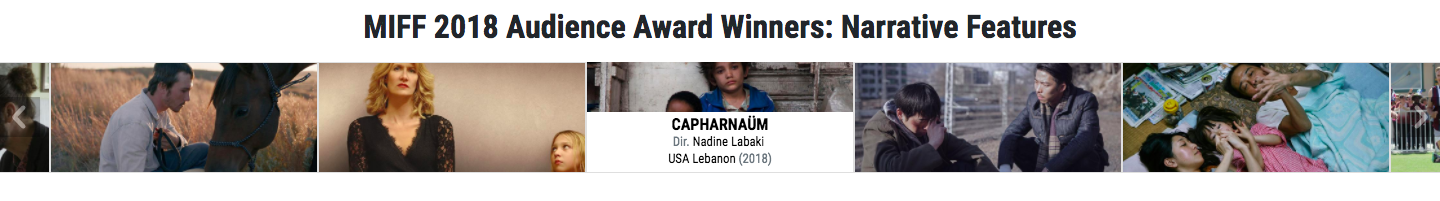 MIFF 2018 Audience Award Winners: Narrative Features
CAPHARNAÜM
Dir. Nadine Labaki
USA Lebanon (2018)